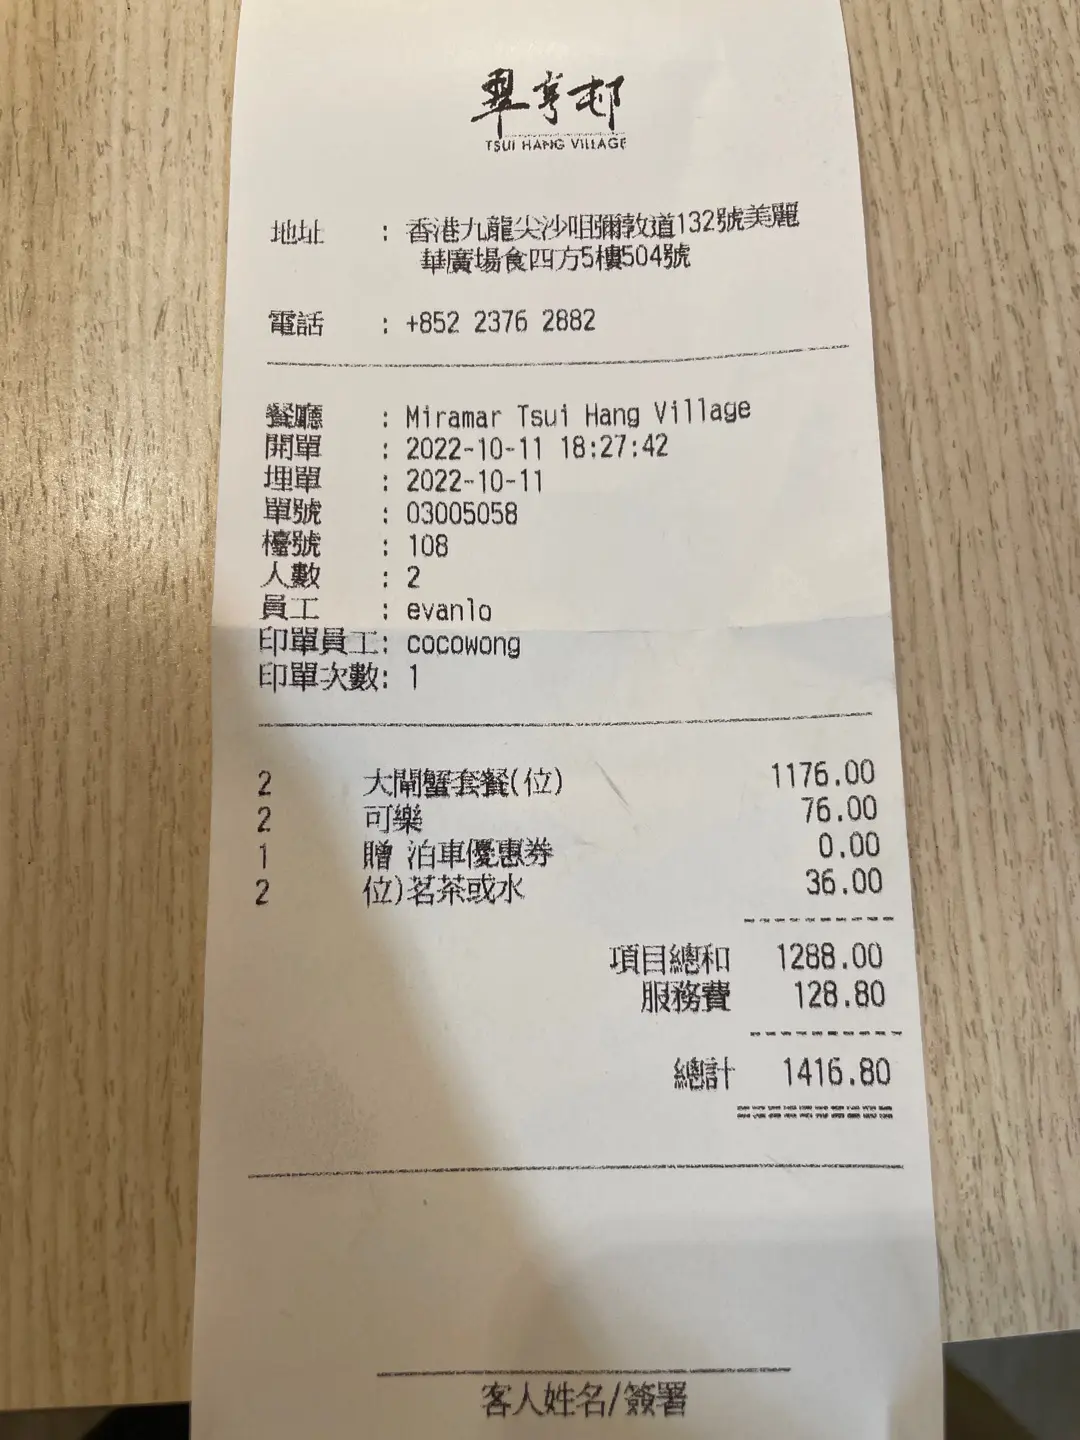 翠亨邨
TSUI HANG VILLAGE
地址 : 香港九龍尖沙咀彌敦道132號美麗
華廣場食四方5樓504號
電話 : +852 2376 2882
餐廳 : Miramar Tsui Hang Village
開單 : 2022-10-11 18:27:42
埋單 : 2022-10-11
單號 : 03005058
檯號 : 108
人數 : 2
員工 : evanlo
印單員工: cocowong
印單次數: 1
2 大閘蟹套餐(位) 1176.00
2 可樂 76.00
1 贈 泊車優惠券 0.00
2 位)茗茶或水 36.00
項目總和 1288.00
服務費 128.80
總計 1416.80
客人姓名/簽署